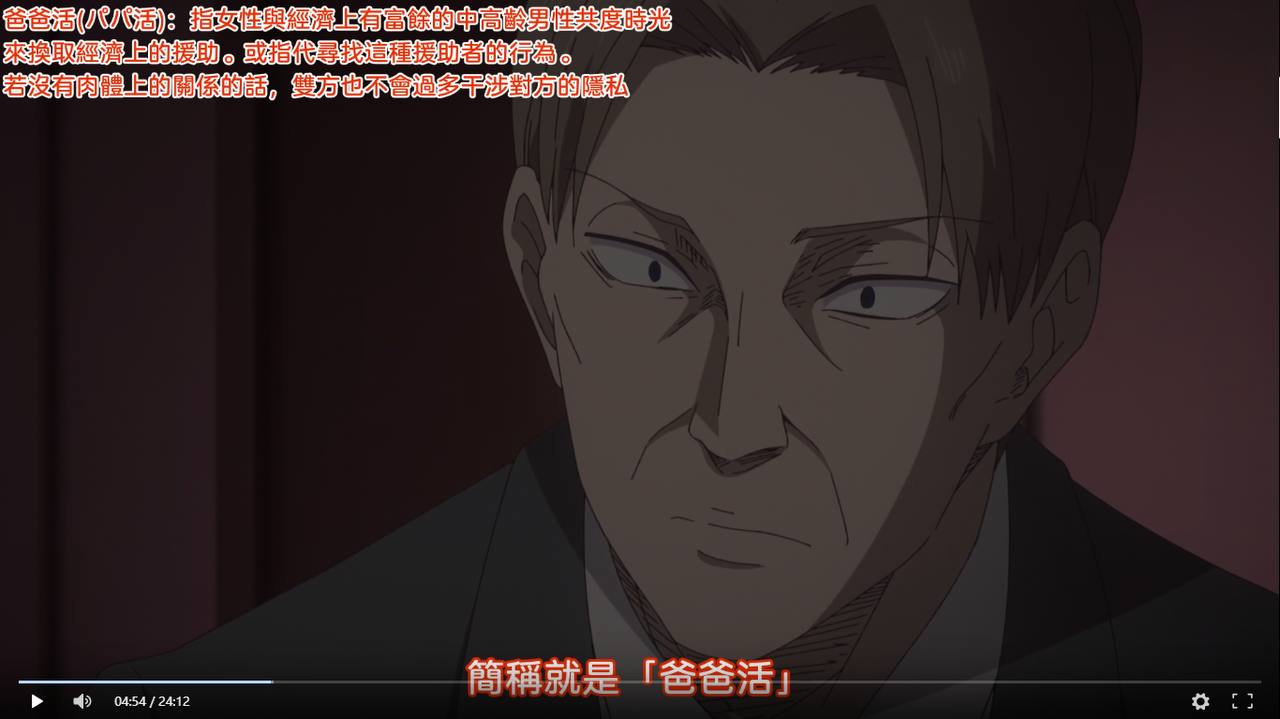 爸爸活(パパ活)：指女性與經濟上有富餘的中高齡男性共度時光
來換取經濟上的援助。或指代尋找這種援助者的行為。
若沒有肉體上的關係的話，雙方也不會過多干涉對方的隱私
簡稱就是「爸爸活」
04:54 / 24:12